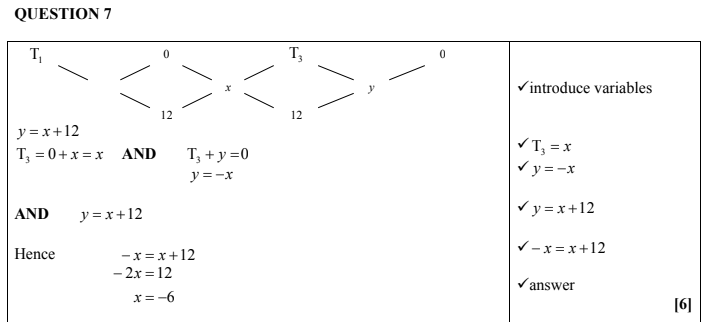 QUESTION 7
T₁ 0 T₃ 0
x y
12 12
y = x + 12
T₃ = 0 + x = x AND T₃ + y = 0
y = −x
AND y = x + 12
Hence − x = x + 12
− 2x = 12
x = −6
✓introduce variables
✓ T₃ = x
✓ y = −x
✓ y = x + 12
✓ − x = x + 12
✓answer
[6]